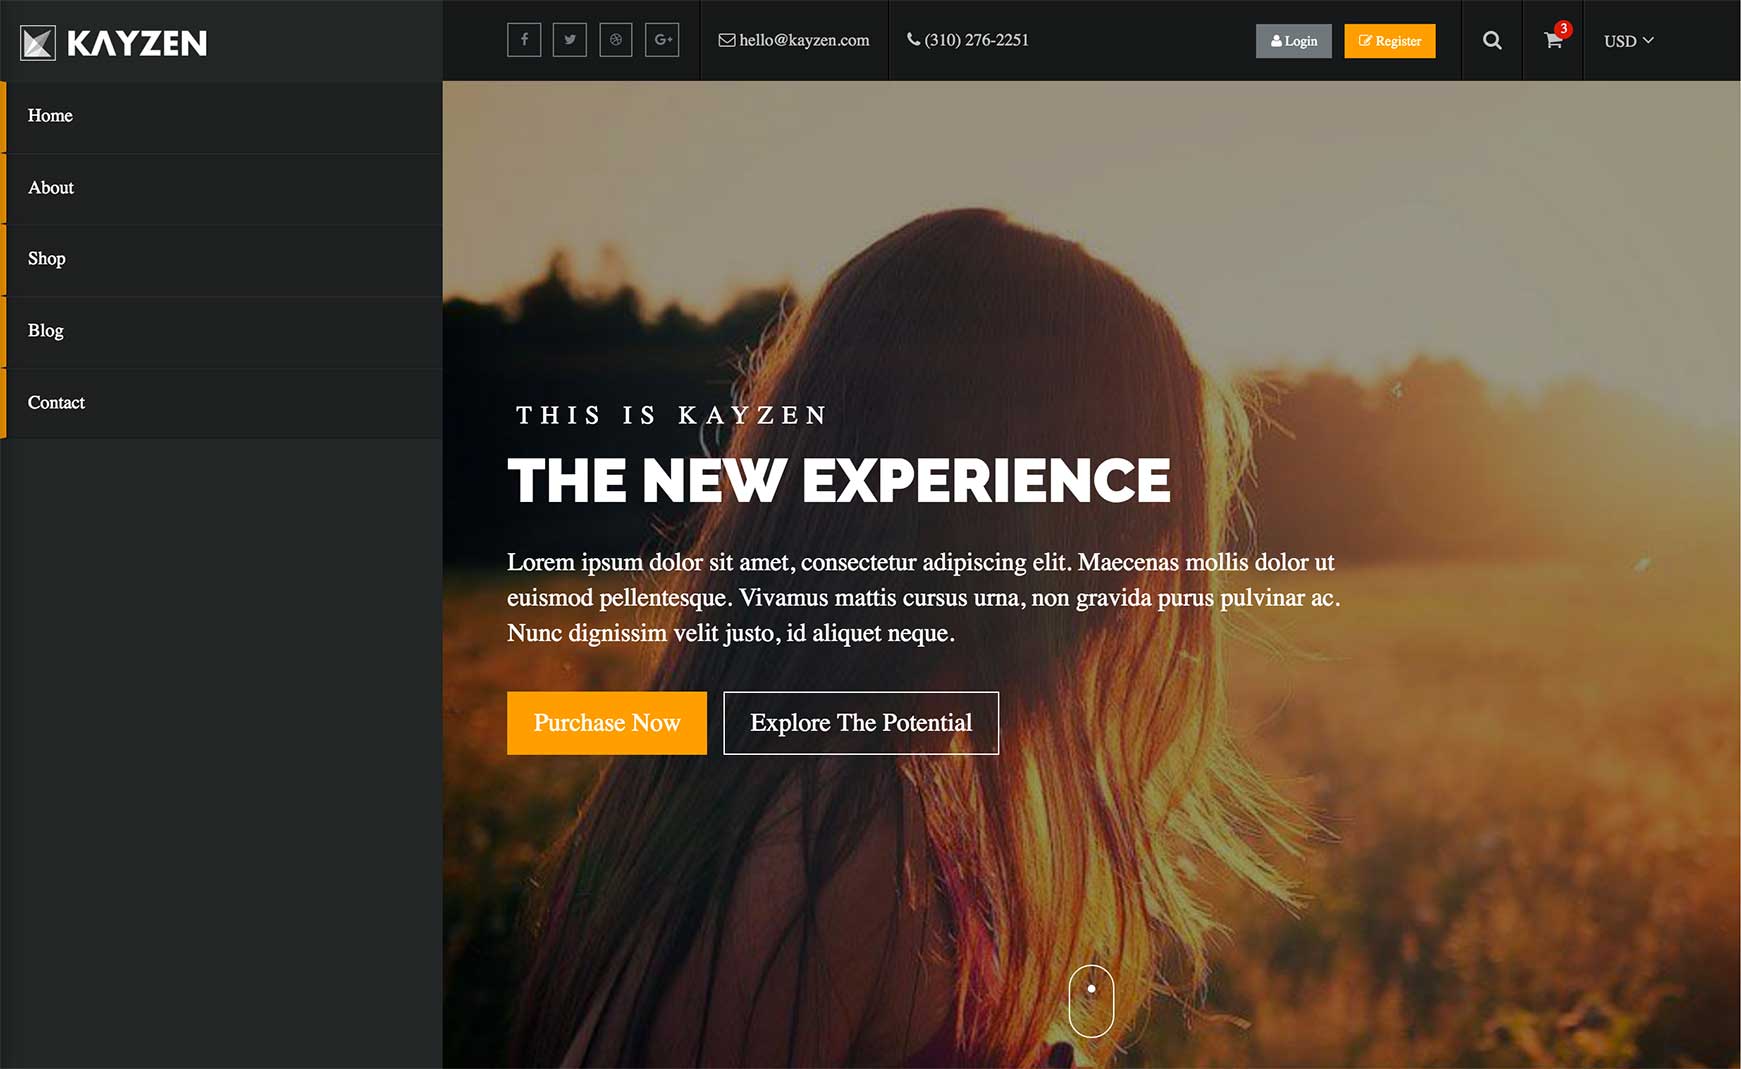 KAYZEN
hello@kayzen.com
(310) 276-2251
Login
Register
3
USD
Home
About
Shop
Blog
Contact
THIS IS KAYZEN
THE NEW EXPERIENCE
Lorem ipsum dolor sit amet, consectetur adipiscing elit. Maecenas mollis dolor ut
euismod pellentesque. Vivamus mattis cursus urna, non gravida purus pulvinar ac.
Nunc dignissim velit justo, id aliquet neque.
Purchase Now
Explore The Potential